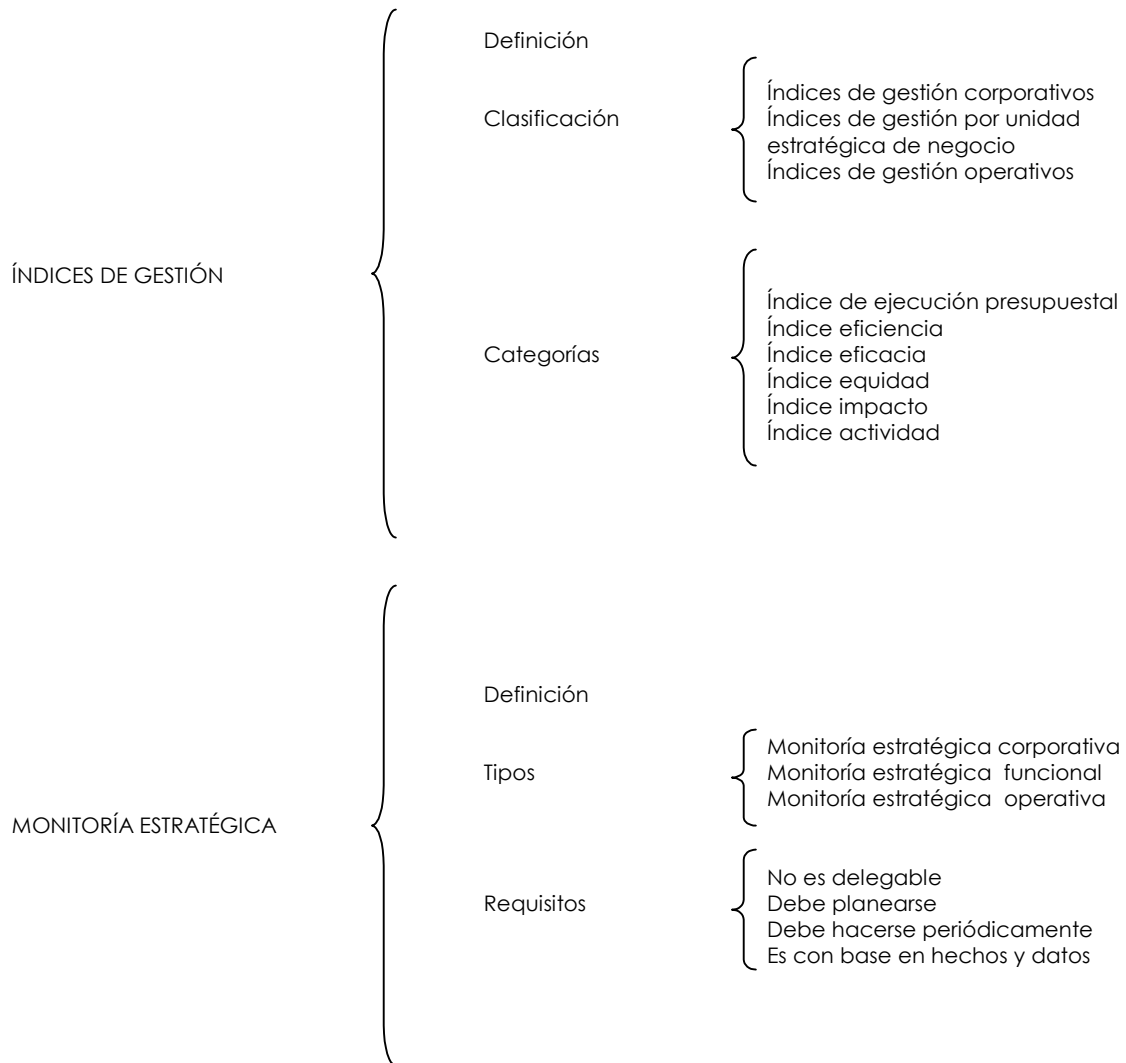 ÍNDICES DE GESTIÓN
Definición
Clasificación
Índices de gestión corporativos
Índices de gestión por unidad
estratégica de negocio
Índices de gestión operativos
Categorías
Índice de ejecución presupuestal
Índice eficiencia
Índice eficacia
Índice equidad
Índice impacto
Índice actividad
MONITORÍA ESTRATÉGICA
Definición
Tipos
Monitoría estratégica corporativa
Monitoría estratégica funcional
Monitoría estratégica operativa
Requisitos
No es delegable
Debe planearse
Debe hacerse periódicamente
Es con base en hechos y datos